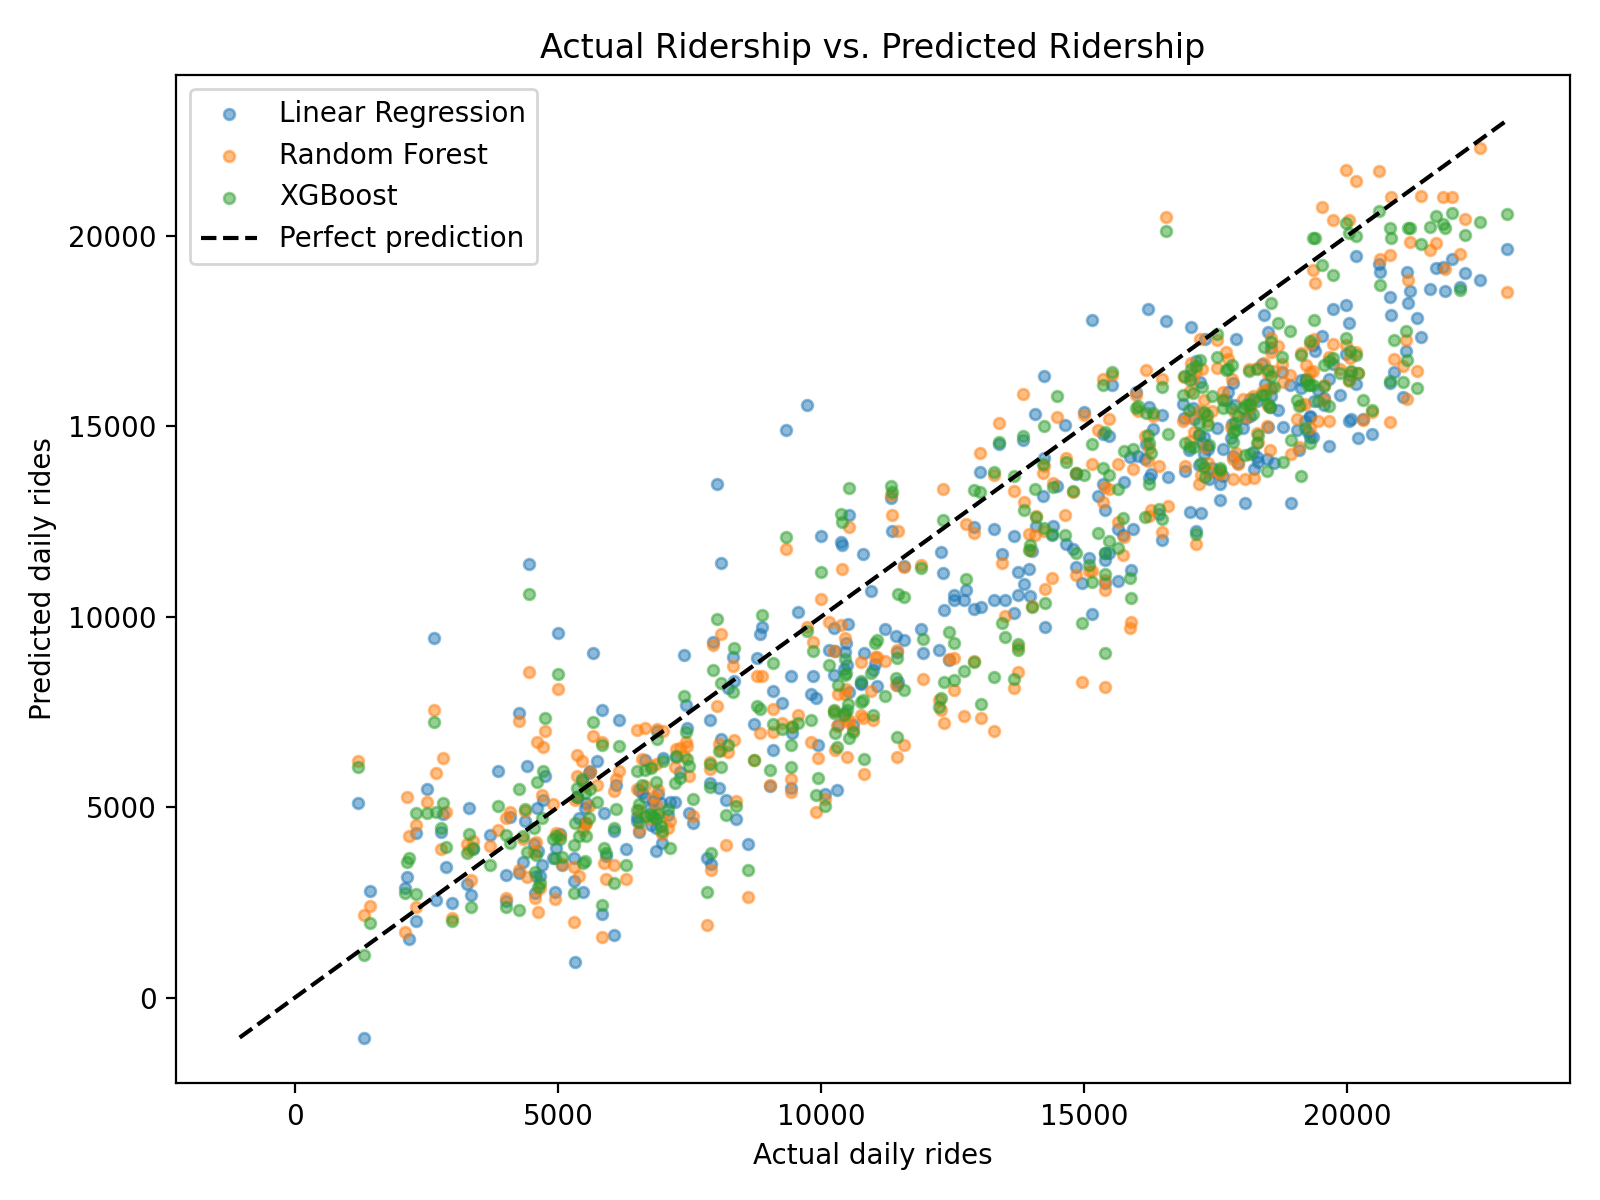 Actual Ridership vs. Predicted Ridership
Linear Regression
Random Forest
XGBoost
Perfect prediction
20000
15000
10000
5000
0
Predicted daily rides
0
5000
10000
15000
20000
Actual daily rides